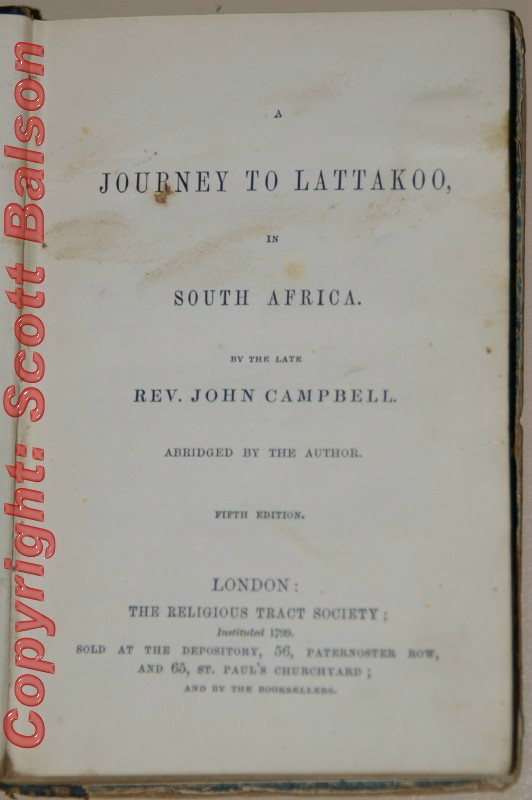 A
JOURNEY TO LATTAKOO,
IN
SOUTH AFRICA.
BY THE LATE
REV. JOHN CAMPBELL.
ABRIDGED BY THE AUTHOR.
FIFTH EDITION.
LONDON:
THE RELIGIOUS TRACT SOCIETY;
Instituted 1799.
SOLD AT THE DEPOSITORY, 56, PATERNOSTER ROW,
AND 65, ST. PAUL'S CHURCHYARD;
AND BY THE BOOKSELLERS.
Copyright: Scott Balson